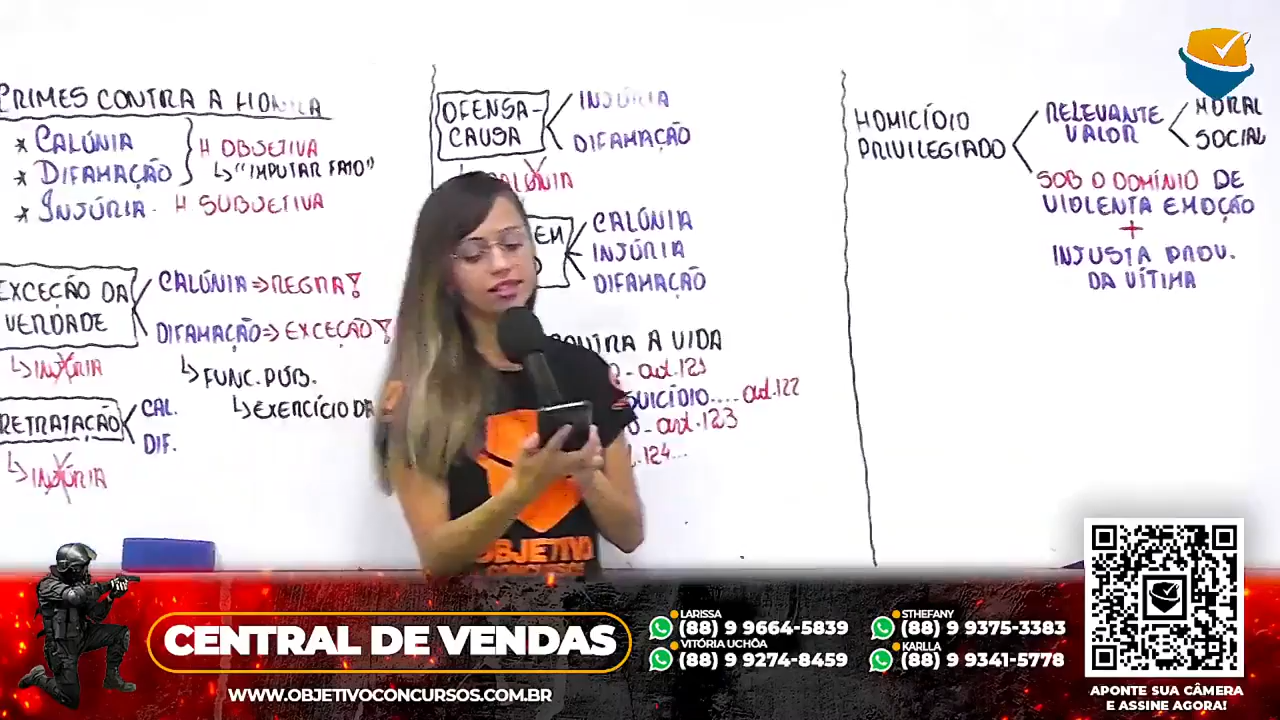 CRIMES CONTRA A HONRA
* CALÚNIA
* DIFAMAÇÃO
* INJÚRIA - H. SUBJETIVA
H OBJETIVA
↳ "IMPUTAR FATO"
EXCEÇÃO DA
VERDADE
CALÚNIA => REGRA!
DIFAMAÇÃO => EXCEÇÃO!
↳ INJÚRIA
↳ FUNC. PÚB.
↳ EXERCÍCIO DA
RETRATAÇÃO
CAL.
DIF.
↳ INJÚRIA
OFENSA-
CAUSA
INJÚRIA
DIFAMAÇÃO
CALÚNIA
EM
CALÚNIA
INJÚRIA
DIFAMAÇÃO
CONTRA A VIDA
- art.121
SUICÍDIO.... art.122
- art.123
.124...
HOMICÍDIO
PRIVILEGIADO
RELEVANTE
VALOR
MORAL
SOCIAL
SOB O DOMÍNIO DE
VIOLENTA EMOÇÃO
+
INJUSTA PROV.
DA VÍTIMA
OBJETIVO
CONCURSOS
CENTRAL DE VENDAS
WWW.OBJETIVOCONCURSOS.COM.BR
LARISSA
(88) 9 9664-5839
VITÓRIA UCHÔA
(88) 9 9274-8459
STHEFANY
(88) 9 9375-3383
KARLLA
(88) 9 9341-5778
APONTE SUA CÂMERA
E ASSINE AGORA!